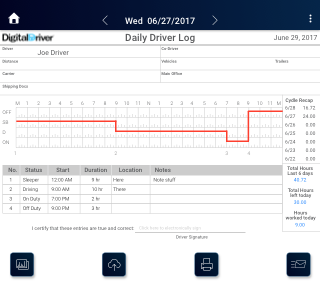 Wed 06/27/2017
DigitalDriver
Daily Driver Log
June 29, 2017
Driver
Joe Driver
Co-Driver
Distance
Vehicles
Trailers
Carrier
Main Office
Shipping Docs
M 1 2 3 4 5 6 7 8 9 10 11 N 1 2 3 4 5 6 7 8 9 10 11 M
OFF
SB
D
ON
1 2 3 4
Cycle Recap
6/28 16.72
6/27 24.00
6/26 0.00
6/25 0.00
6/24 0.00
6/23 0.00
6/22 0.00
Total Hours
Last 6 days
40.72
Total Hours
left today
30.00
Hours
worked today
9.00
No. Status Start Duration Location Notes
1 Sleeper 12:00 AM 9 hr Here Note stuff
2 Driving 9:00 AM 10 hr There
3 On Duty 7:00 PM 2 hr
4 Off Duty 9:00 PM 3 hr
I certify that these entries are true and correct:
Driver Signature